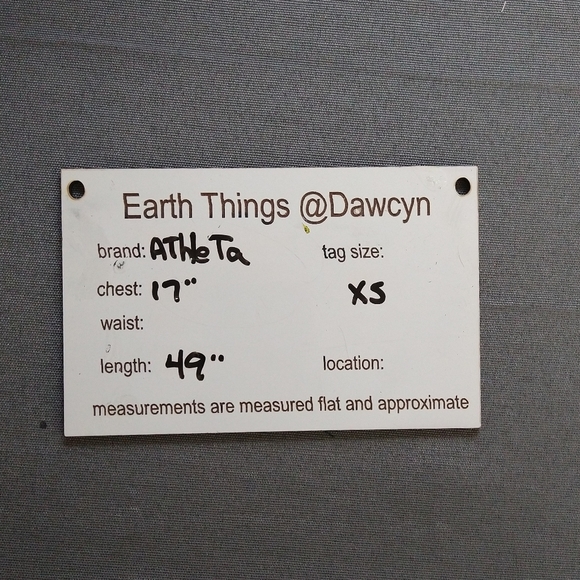 Earth Things @Dawcyn
brand: AThleTa
tag size:
chest: 17"
XS
waist:
length: 49"
location:
measurements are measured flat and approximate